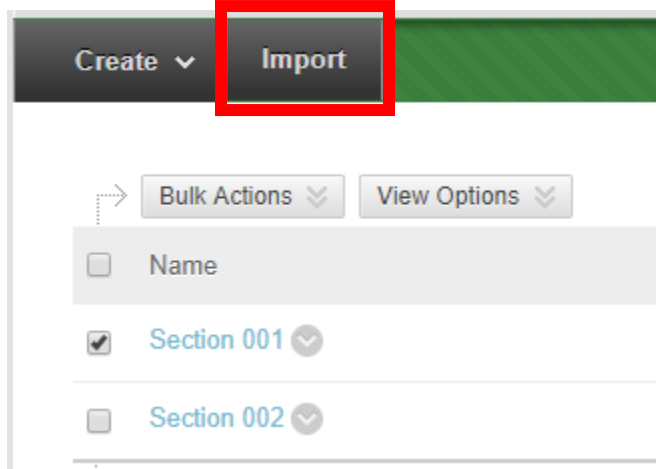 Create Import
Bulk Actions View Options
Name
Section 001
Section 002